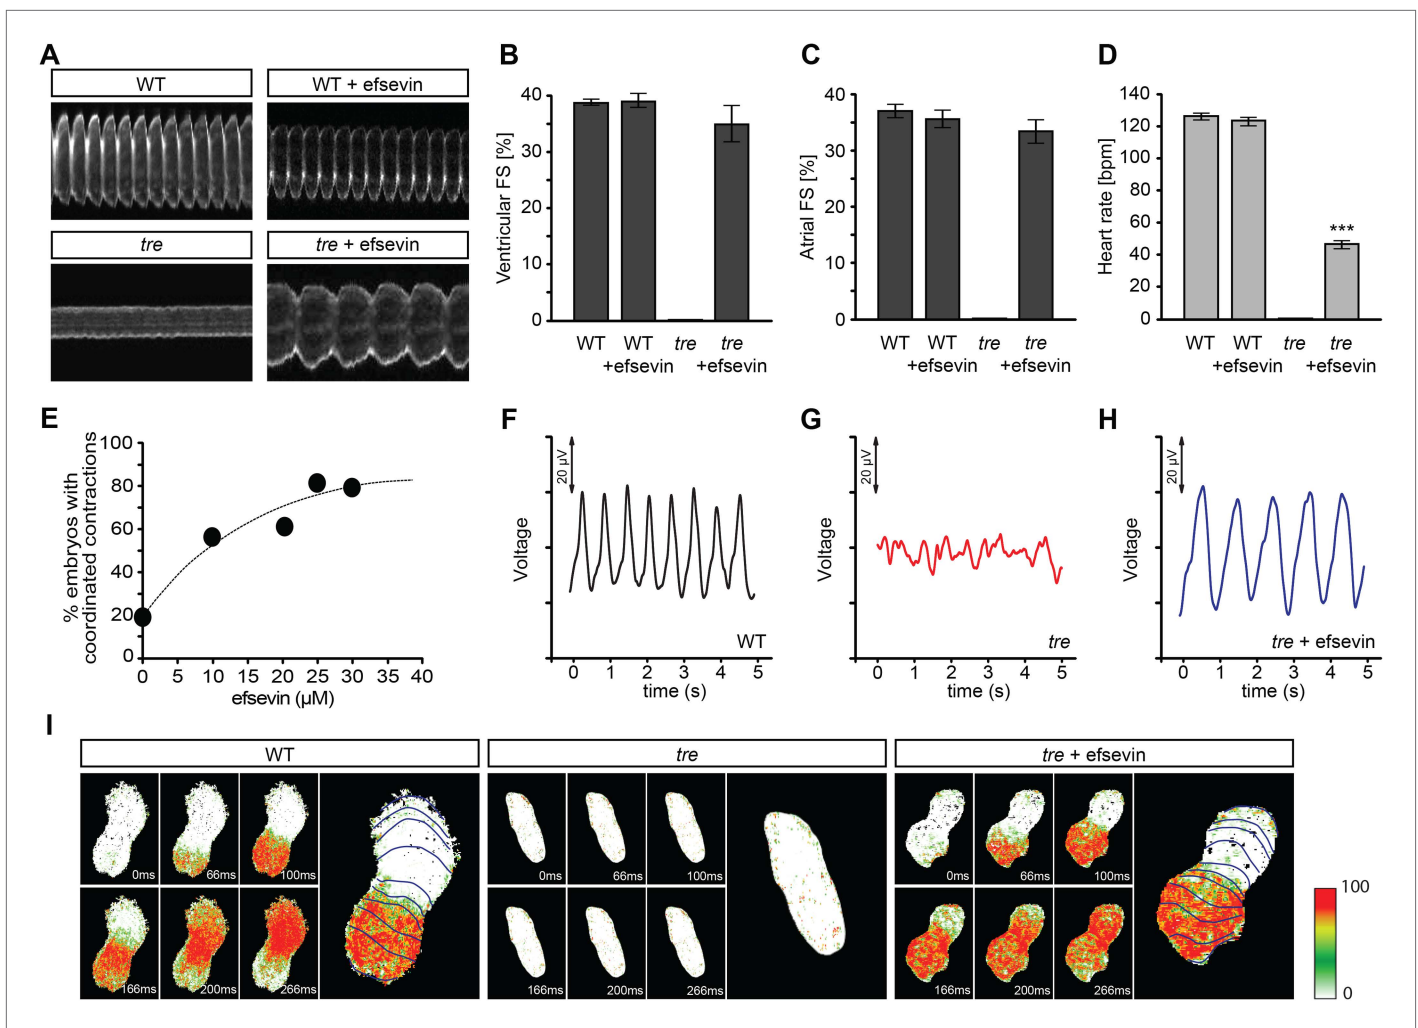 A
WT
WT + efsevin
tre
tre + efsevin
B
Ventricular FS [%]
40
30
20
10
0
WT WT tre tre
+efsevin +efsevin
C
Atrial FS [%]
40
30
20
10
0
WT WT tre tre
+efsevin +efsevin
D
Heart rate [bpm]
140
120
100
80
60
40
20
0
***
WT WT tre tre
+efsevin +efsevin
E
% embryos with
coordinated contractions
100
80
60
40
20
0
0 5 10 15 20 25 30 35 40
efsevin (µM)
F
20 µV
Voltage
WT
0 1 2 3 4 5
time (s)
G
20 µV
Voltage
tre
0 1 2 3 4 5
time (s)
H
20 µV
Voltage
tre + efsevin
0 1 2 3 4 5
time (s)
I
WT
0ms 66ms 100ms
166ms 200ms 266ms
tre
0ms 66ms 100ms
166ms 200ms 266ms
tre + efsevin
0ms 66ms 100ms
166ms 200ms 266ms
100
0